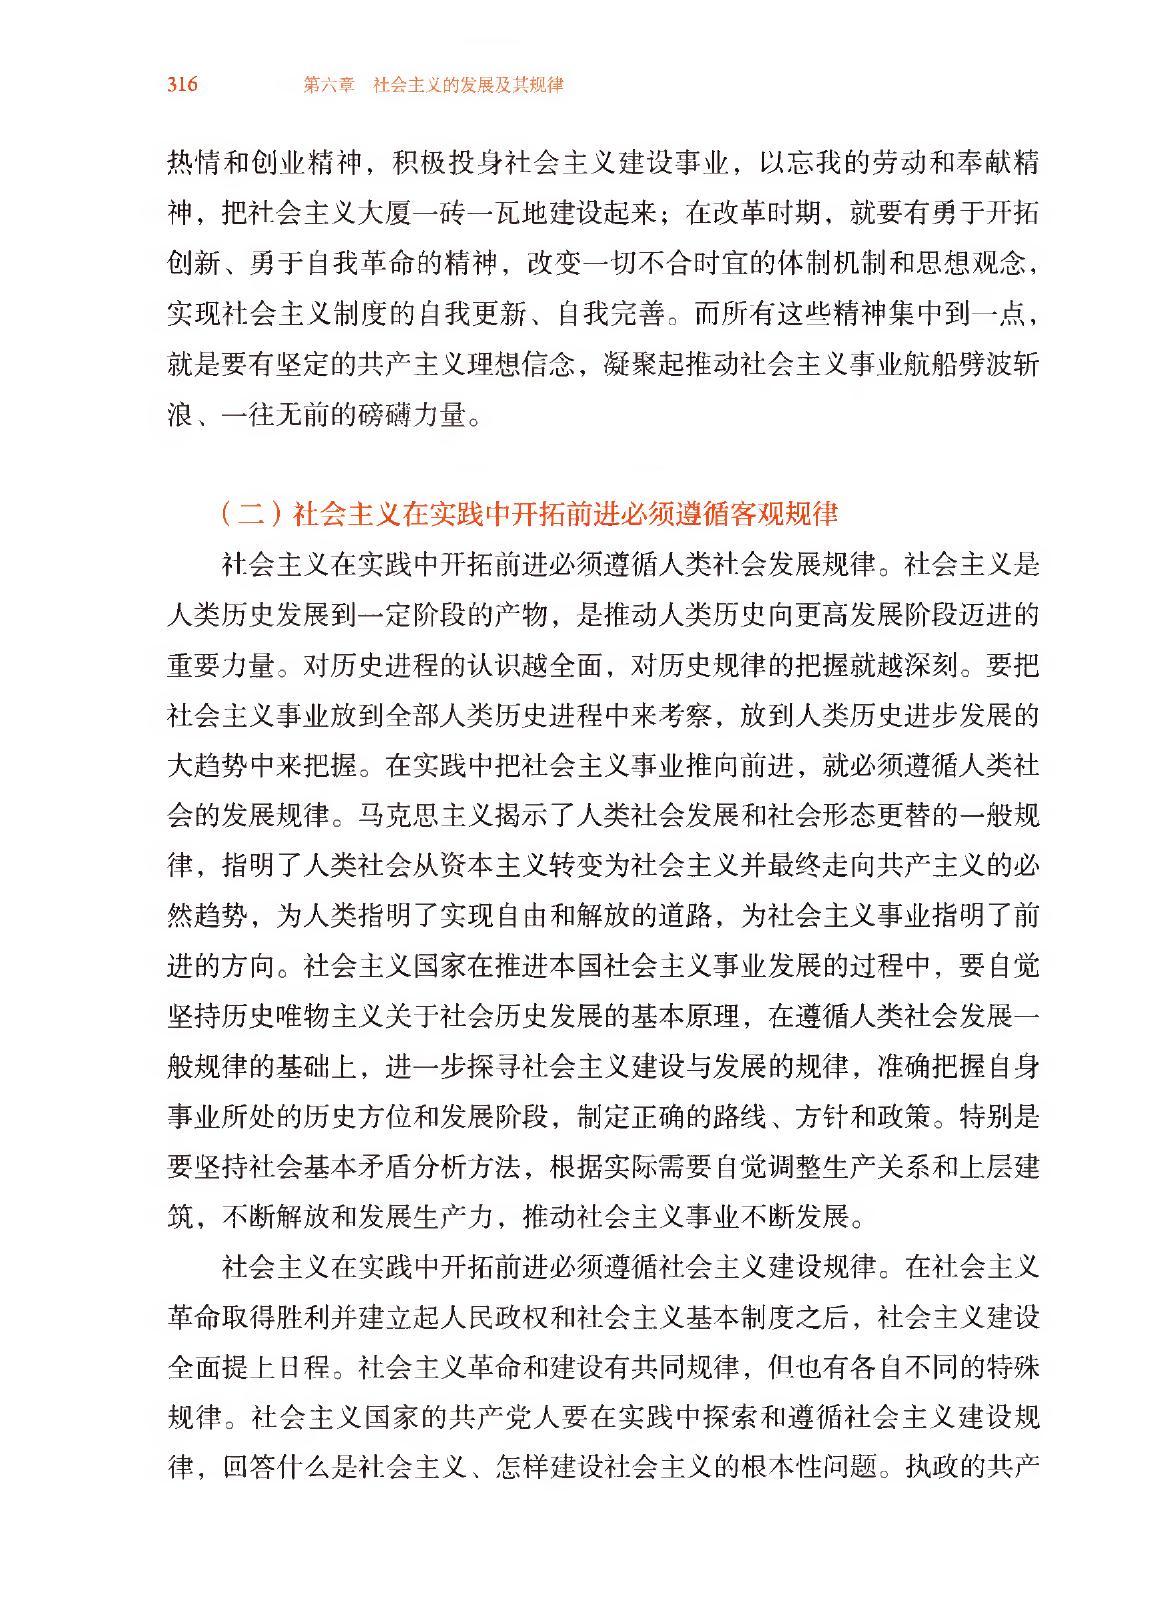 316 第六章 社会主义的发展及其规律
热情和创业精神，积极投身社会主义建设事业，以忘我的劳动和奉献精
神，把社会主义大厦一砖一瓦地建设起来；在改革时期，就要有勇于开拓
创新、勇于自我革命的精神，改变一切不合时宜的体制机制和思想观念，
实现社会主义制度的自我更新、自我完善。而所有这些精神集中到一点，
就是要有坚定的共产主义理想信念，凝聚起推动社会主义事业航船劈波斩
浪、一往无前的磅礴力量。
（二）社会主义在实践中开拓前进必须遵循客观规律
社会主义在实践中开拓前进必须遵循人类社会发展规律。社会主义是
人类历史发展到一定阶段的产物，是推动人类历史向更高发展阶段迈进的
重要力量。对历史进程的认识越全面，对历史规律的把握就越深刻。要把
社会主义事业放到全部人类历史进程中来考察，放到人类历史进步发展的
大趋势中来把握。在实践中把社会主义事业推向前进，就必须遵循人类社
会的发展规律。马克思主义揭示了人类社会发展和社会形态更替的一般规
律，指明了人类社会从资本主义转变为社会主义并最终走向共产主义的必
然趋势，为人类指明了实现自由和解放的道路，为社会主义事业指明了前
进的方向。社会主义国家在推进本国社会主义事业发展的过程中，要自觉
坚持历史唯物主义关于社会历史发展的基本原理，在遵循人类社会发展一
般规律的基础上，进一步探寻社会主义建设与发展的规律，准确把握自身
事业所处的历史方位和发展阶段，制定正确的路线、方针和政策。特别是
要坚持社会基本矛盾分析方法，根据实际需要自觉调整生产关系和上层建
筑，不断解放和发展生产力，推动社会主义事业不断发展。
社会主义在实践中开拓前进必须遵循社会主义建设规律。在社会主义
革命取得胜利并建立起人民政权和社会主义基本制度之后，社会主义建设
全面提上日程。社会主义革命和建设有共同规律，但也有各自不同的特殊
规律。社会主义国家的共产党人要在实践中探索和遵循社会主义建设规
律，回答什么是社会主义、怎样建设社会主义的根本性问题。执政的共产